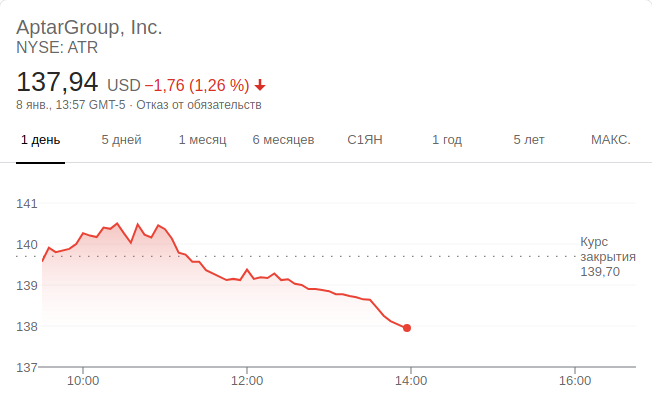 AptarGroup, Inc.
NYSE: ATR
137,94 USD −1,76 (1,26 %)
8 янв., 13:57 GMT-5 · Отказ от обязательств
1 день 5 дней 1 месяц 6 месяцев С1ЯН 1 год 5 лет МАКС.
141
140
139
138
137
Курс
закрытия
139,70
10:00 12:00 14:00 16:00